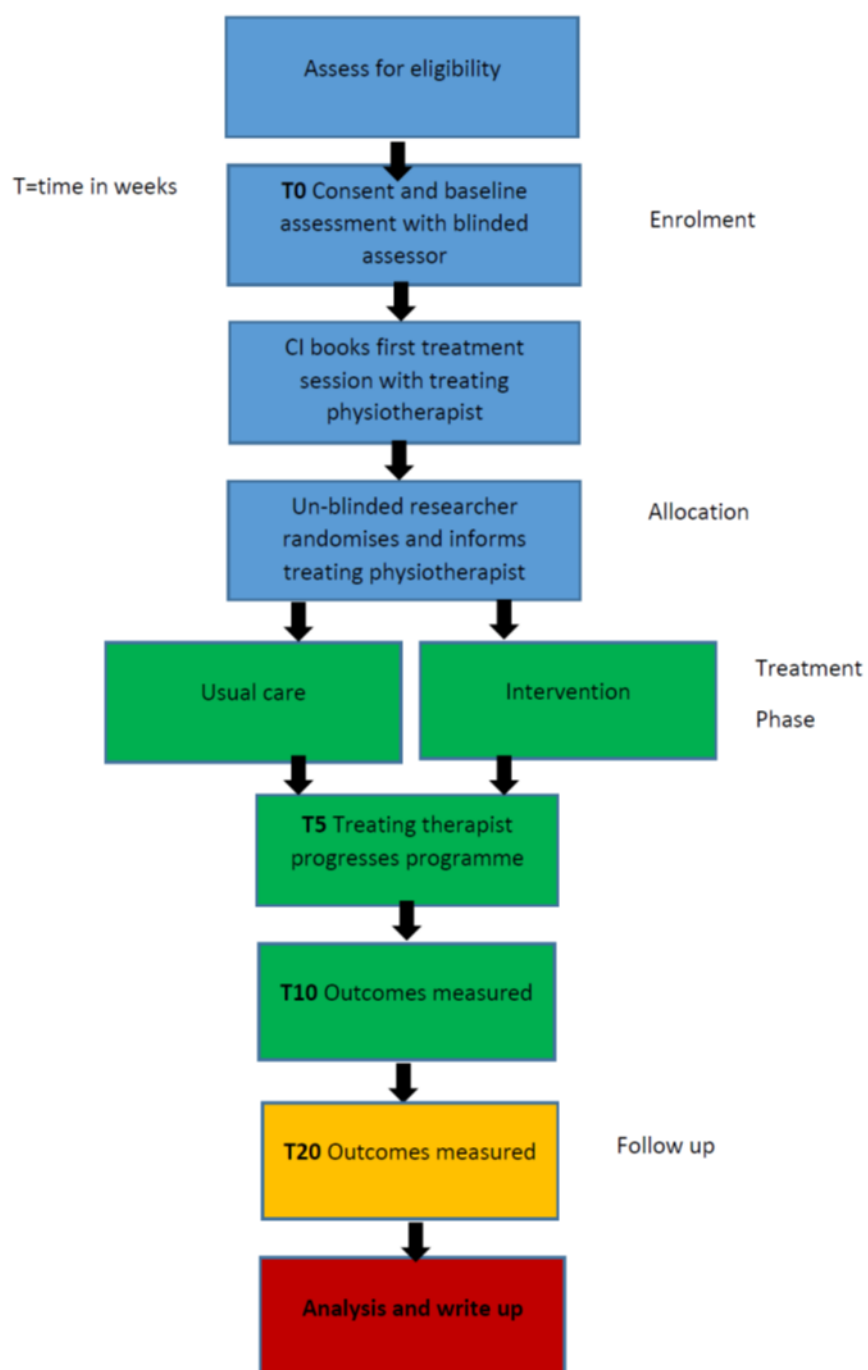 Assess for eligibility
T=time in weeks
T0 Consent and baseline
assessment with blinded
assessor
Enrolment
CI books first treatment
session with treating
physiotherapist
Un-blinded researcher
randomises and informs
treating physiotherapist
Allocation
Usual care
Intervention
Treatment
Phase
T5 Treating therapist
progresses programme
T10 Outcomes measured
T20 Outcomes measured
Follow up
Analysis and write up